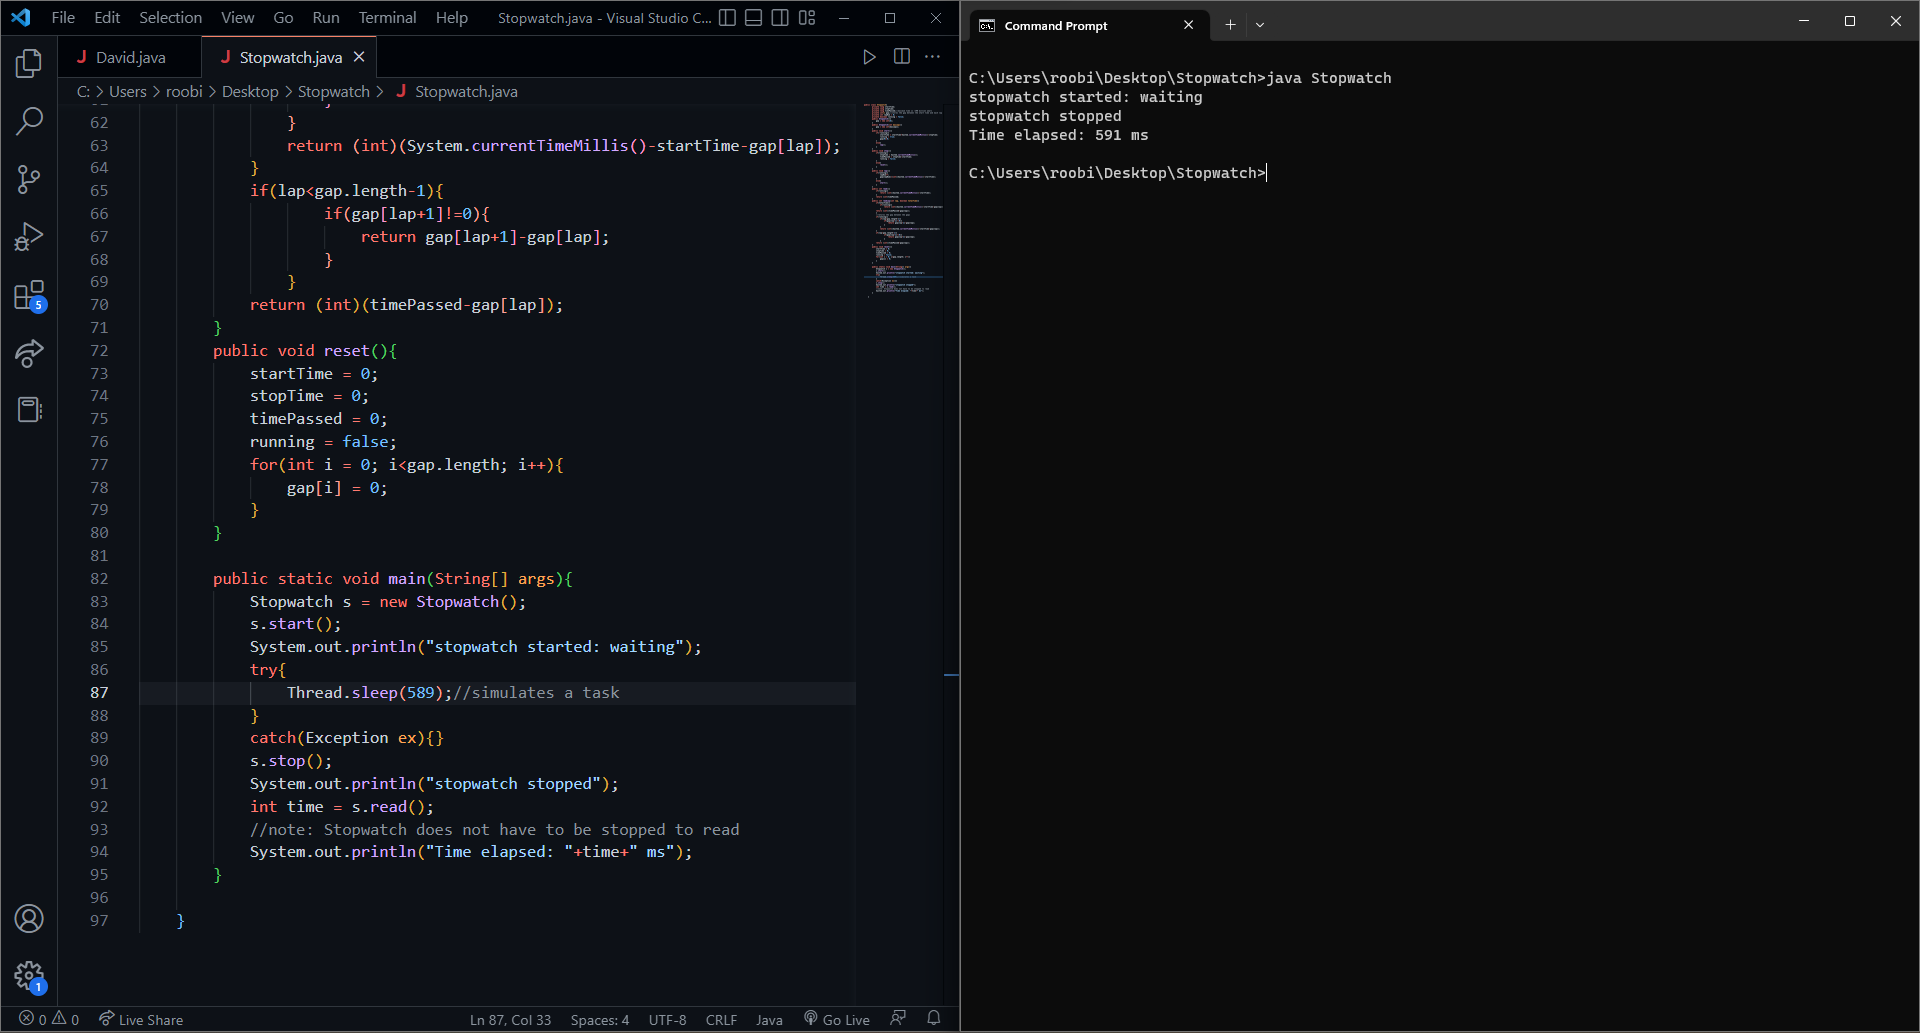 File Edit Selection View Go Run Terminal Help Stopwatch.java - Visual Studio C...
David.java Stopwatch.java
C: > Users > roobi > Desktop > Stopwatch > Stopwatch.java
62 }
63 return (int)(System.currentTimeMillis()-startTime-gap[lap]);
64 }
65 if(lap<gap.length-1){
66 if(gap[lap+1]!=0){
67 return gap[lap+1]-gap[lap];
68 }
69 }
70 return (int)(timePassed-gap[lap]);
71 }
72 public void reset(){
73 startTime = 0;
74 stopTime = 0;
75 timePassed = 0;
76 running = false;
77 for(int i = 0; i<gap.length; i++){
78 gap[i] = 0;
79 }
80 }
81
82 public static void main(String[] args){
83 Stopwatch s = new Stopwatch();
84 s.start();
85 System.out.println("stopwatch started: waiting");
86 try{
87 Thread.sleep(589);//simulates a task
88 }
89 catch(Exception ex){}
90 s.stop();
91 System.out.println("stopwatch stopped");
92 int time = s.read();
93 //note: Stopwatch does not have to be stopped to read
94 System.out.println("Time elapsed: "+time+" ms");
95 }
96
97 }
5
1
0 0 Live Share Ln 87, Col 33 Spaces: 4 UTF-8 CRLF Java Go Live
Command Prompt
C:\Users\roobi\Desktop\Stopwatch>java Stopwatch
stopwatch started: waiting
stopwatch stopped
Time elapsed: 591 ms
C:\Users\roobi\Desktop\Stopwatch>